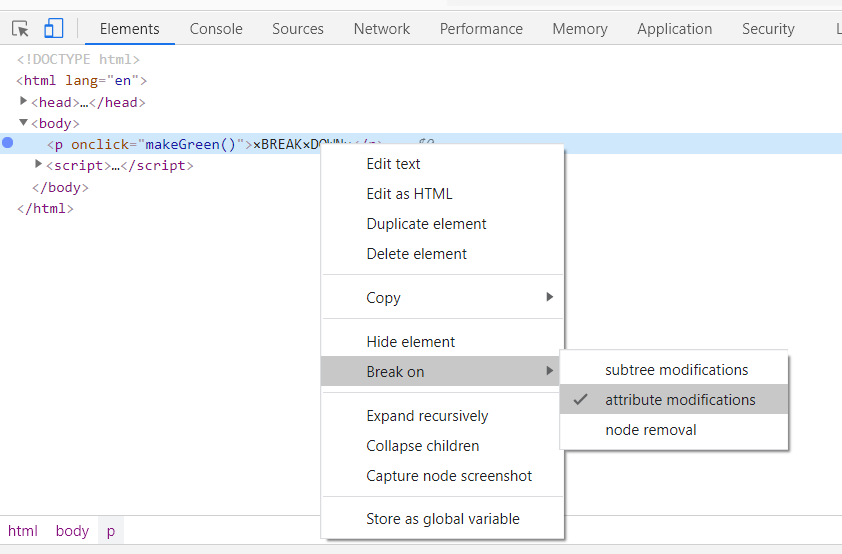 Elements Console Sources Network Performance Memory Application Security
<!DOCTYPE html>
<html lang="en">
<head>…</head>
<body>
<p onclick="makeGreen()">×BREAK×DOWN×</p>
<script>…</script>
</body>
</html>
Edit text
Edit as HTML
Duplicate element
Delete element
Copy
Hide element
Break on
subtree modifications
attribute modifications
node removal
Expand recursively
Collapse children
Capture node screenshot
Store as global variable
html body p